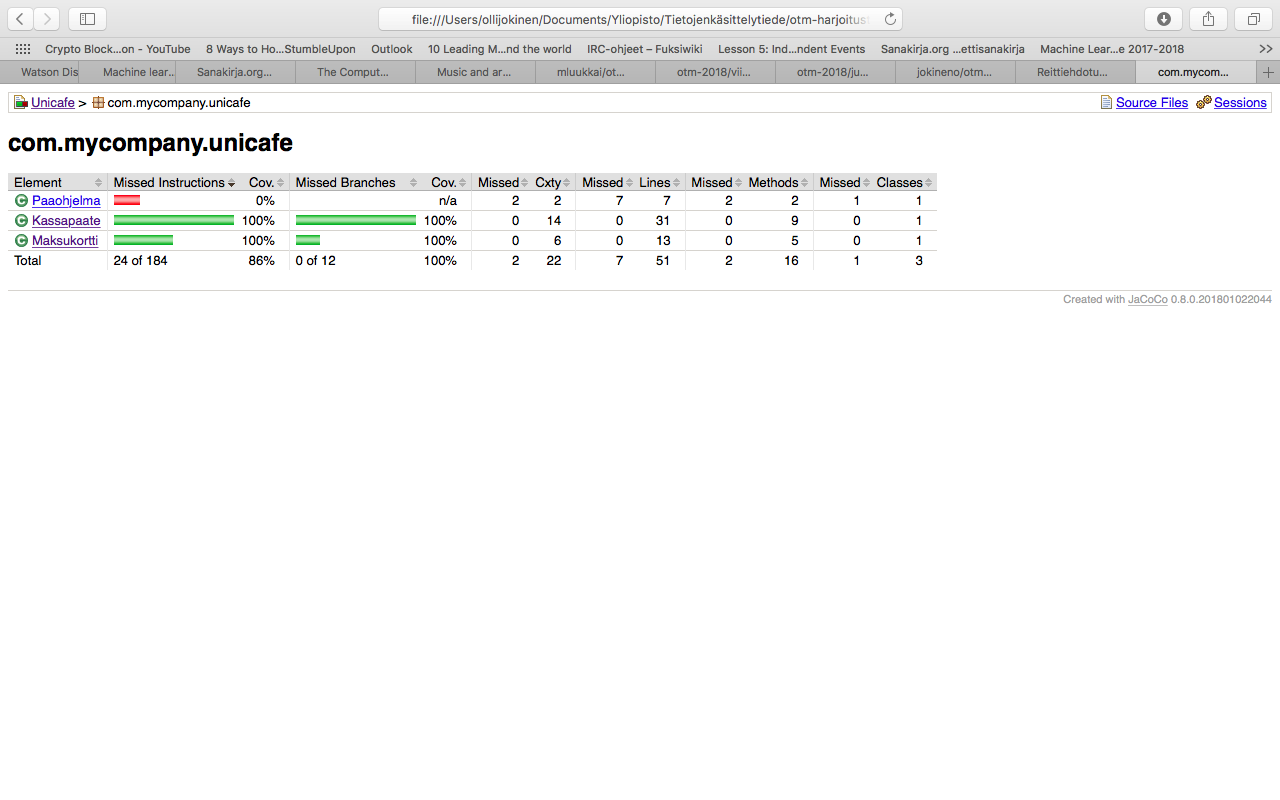 file:///Users/ollijokinen/Documents/Yliopisto/Tietojenkäsittelytiede/otm-harjoitust
Crypto Block...on - YouTube 8 Ways to Ho...StumbleUpon Outlook 10 Leading M...nd the world IRC-ohjeet – Fuksiwiki Lesson 5: Ind...ndent Events Sanakirja.org ...ettisanakirja Machine Lear...e 2017-2018 >>
Watson Dis Machine lear... Sanakirja.org... The Comput... Music and ar... mluukkai/ot... otm-2018/vii... otm-2018/ju... jokineno/otm... Reittiehdotu... com.mycom... +
Unicafe > com.mycompany.unicafe Source Files Sessions
com.mycompany.unicafe
Element Missed Instructions Cov. Missed Branches Cov. Missed Cxty Missed Lines Missed Methods Missed Classes
C Paaohjelma 0% n/a 2 2 7 7 2 2 1 1
C Kassapaate 100% 100% 0 14 0 31 0 9 0 1
C Maksukortti 100% 100% 0 6 0 13 0 5 0 1
Total 24 of 184 86% 0 of 12 100% 2 22 7 51 2 16 1 3
Created with JaCoCo 0.8.0.201801022044